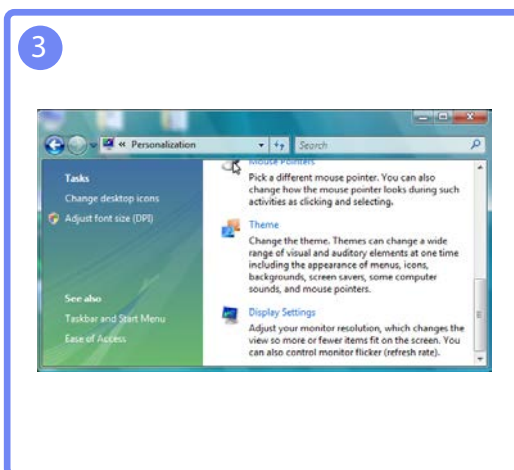 3
« Personalization
Search
Tasks
Change desktop icons
Adjust font size (DPI)
See also
Taskbar and Start Menu
Ease of Access
Mouse Pointers
Pick a different mouse pointer. You can also
change how the mouse pointer looks during such
activities as clicking and selecting.
Theme
Change the theme. Themes can change a wide
range of visual and auditory elements at one time
including the appearance of menus, icons,
backgrounds, screen savers, some computer
sounds, and mouse pointers.
Display Settings
Adjust your monitor resolution, which changes the
view so more or fewer items fit on the screen. You
can also control monitor flicker (refresh rate).